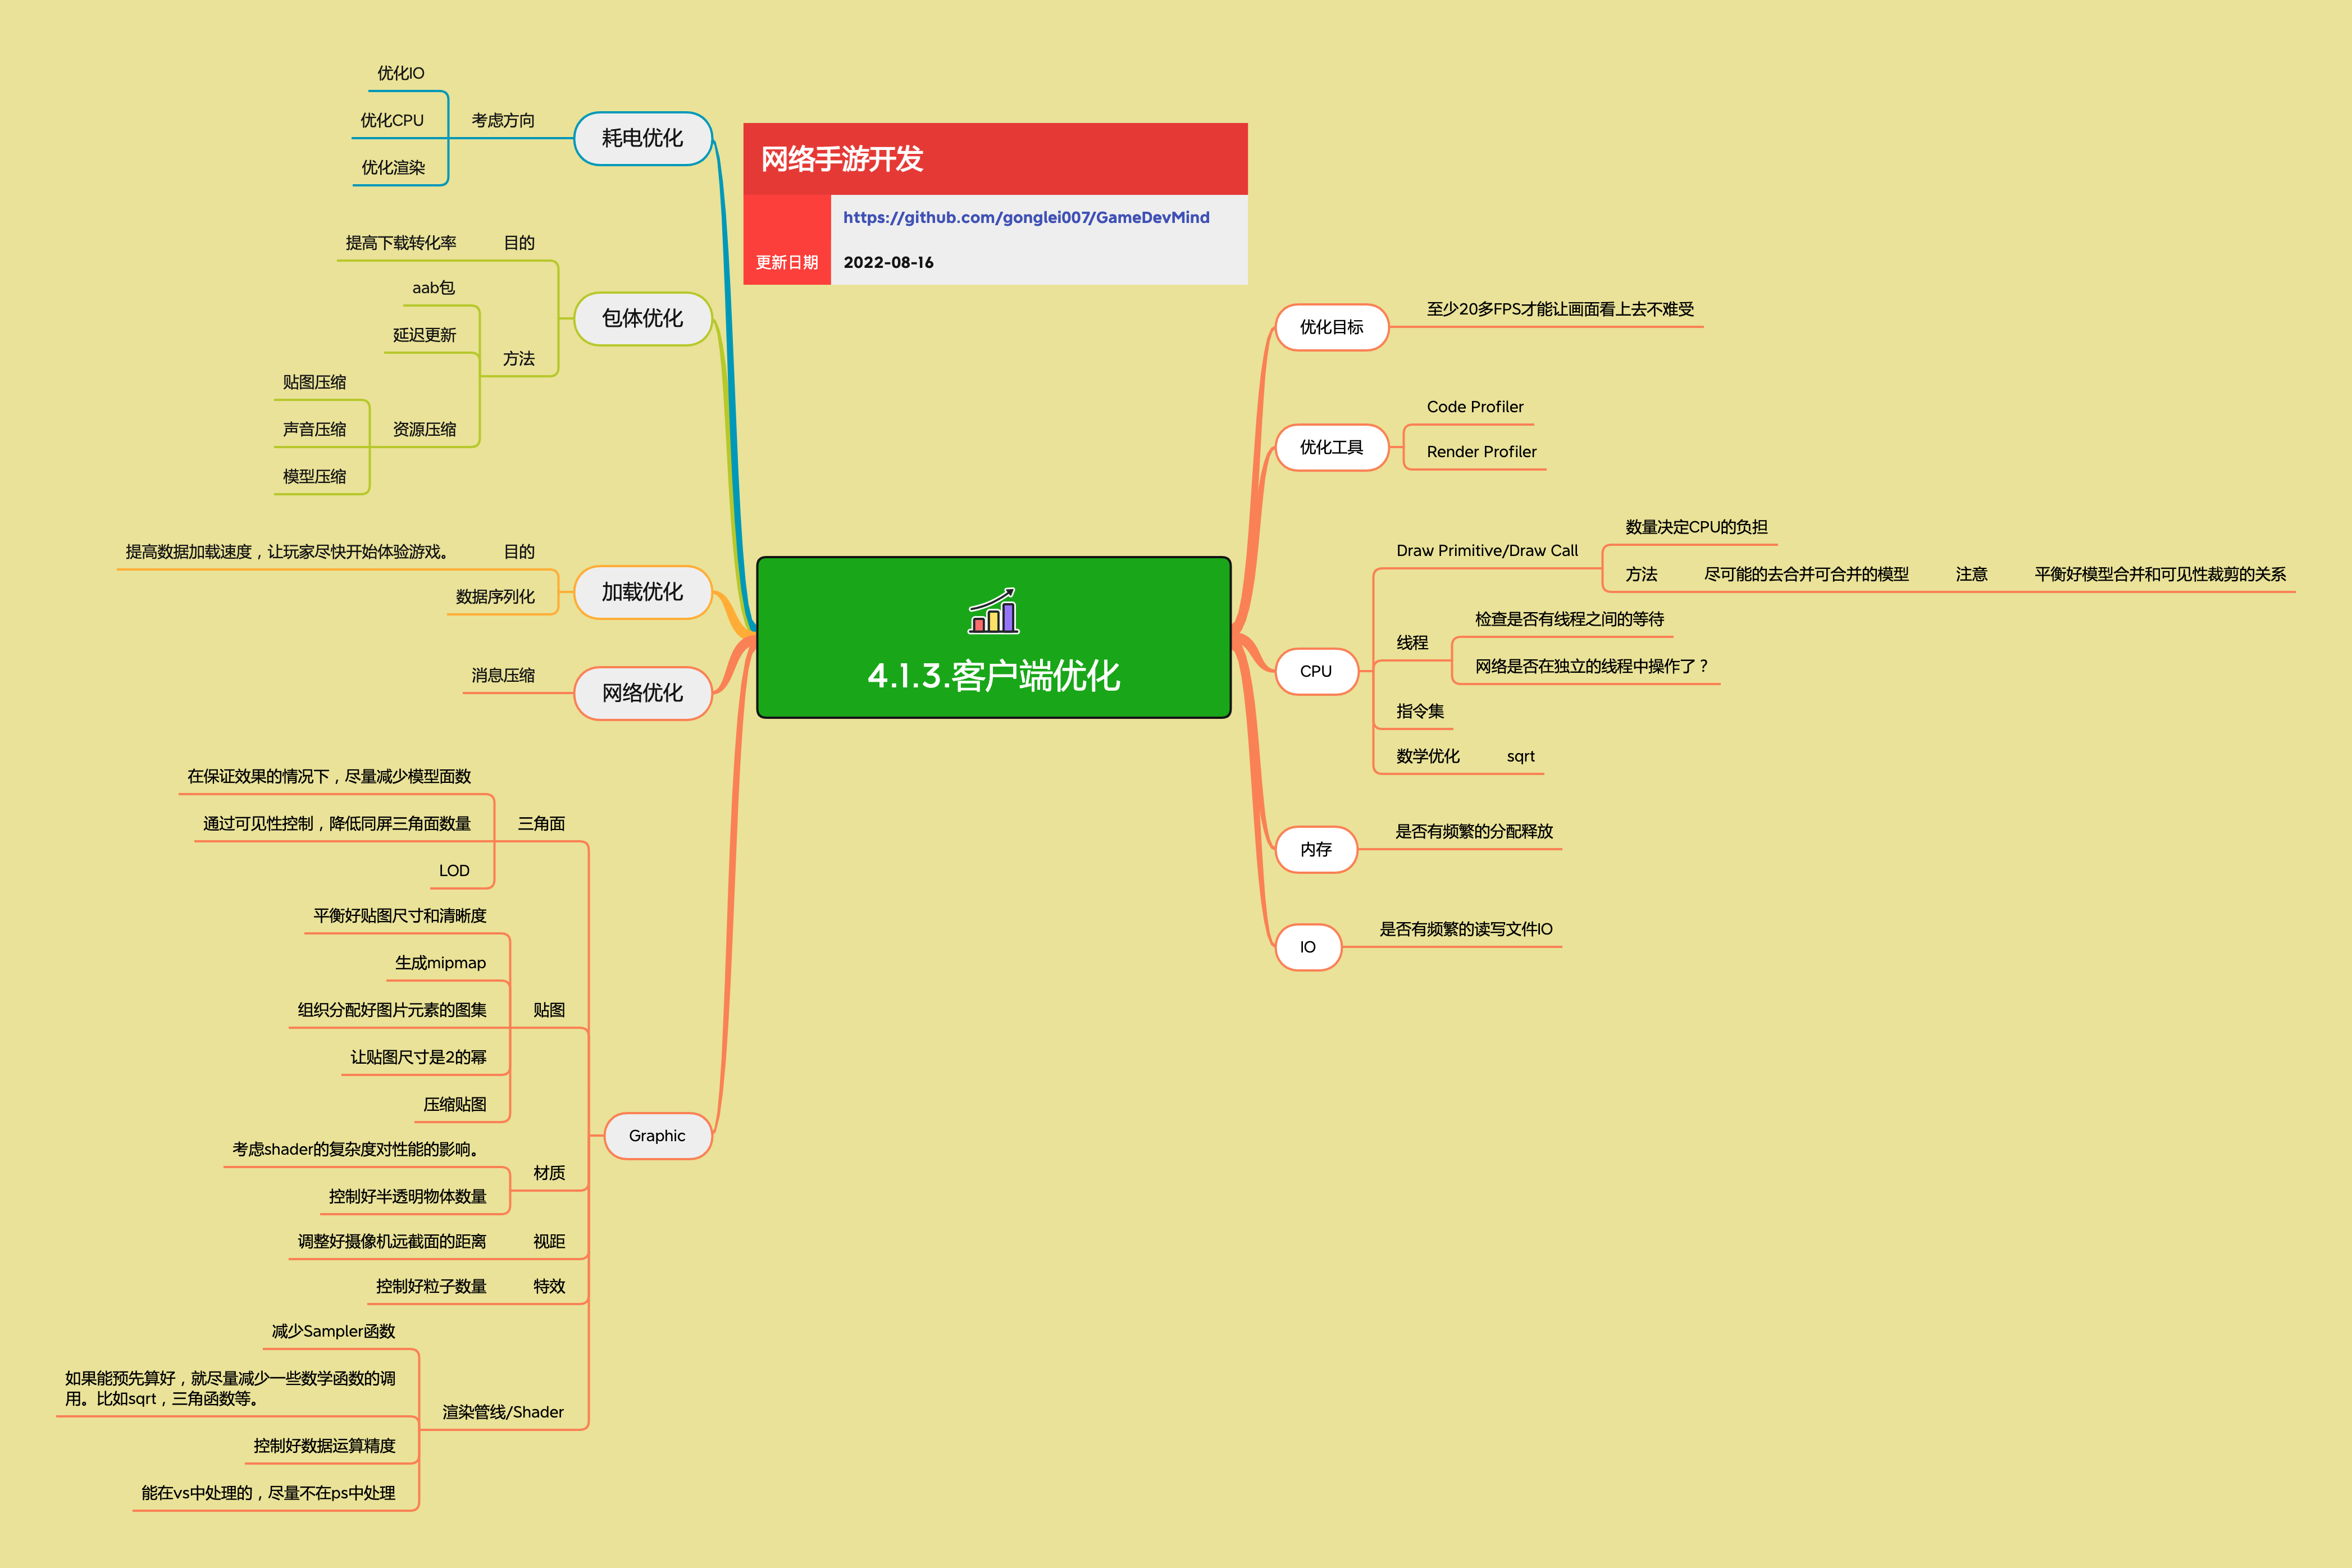 网络手游开发
https://github.com/gonglei007/GameDevMind
更新日期
2022-08-16
4.1.3.客户端优化
优化目标
至少20多FPS才能让画面看上去不难受
优化工具
Code Profiler
Render Profiler
CPU
Draw Primitive/Draw Call
数量决定CPU的负担
方法
尽可能的去合并可合并的模型
注意
平衡好模型合并和可见性裁剪的关系
线程
检查是否有线程之间的等待
网络是否在独立的线程中操作了？
指令集
数学优化
sqrt
内存
是否有频繁的分配释放
IO
是否有频繁的读写文件IO
耗电优化
考虑方向
优化IO
优化CPU
优化渲染
包体优化
目的
提高下载转化率
方法
aab包
延迟更新
资源压缩
贴图压缩
声音压缩
模型压缩
加载优化
目的
提高数据加载速度，让玩家尽快开始体验游戏。
数据序列化
网络优化
消息压缩
Graphic
三角面
在保证效果的情况下，尽量减少模型面数
通过可见性控制，降低同屏三角面数量
LOD
贴图
平衡好贴图尺寸和清晰度
生成mipmap
组织分配好图片元素的图集
让贴图尺寸是2的幂
压缩贴图
材质
考虑shader的复杂度对性能的影响。
控制好半透明物体数量
视距
调整好摄像机远截面的距离
特效
控制好粒子数量
渲染管线/Shader
减少Sampler函数
如果能预先算好，就尽量减少一些数学函数的调
用。比如sqrt，三角函数等。
控制好数据运算精度
能在vs中处理的，尽量不在ps中处理